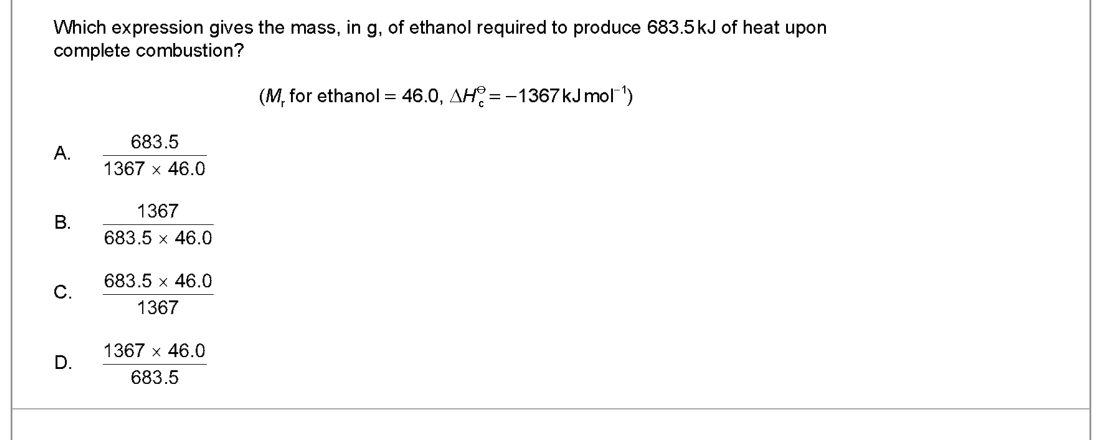 Which expression gives the mass, in g, of ethanol required to produce 683.5 kJ of heat upon
complete combustion?
(Mᵣ for ethanol = 46.0, ΔH꜀⊖ = −1367 kJ mol⁻¹)
A. 683.5
1367 × 46.0
B. 1367
683.5 × 46.0
C. 683.5 × 46.0
1367
D. 1367 × 46.0
683.5